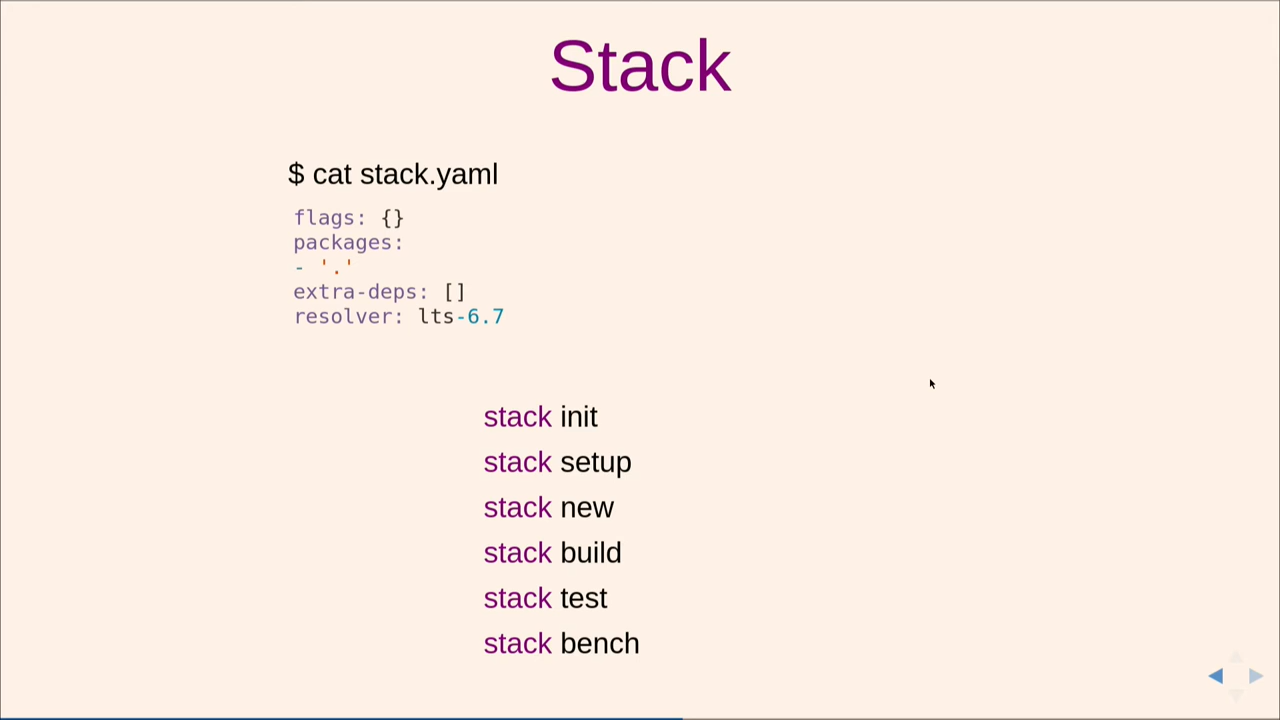 Stack
$ cat stack.yaml
flags: {}
packages:
- '.'
extra-deps: []
resolver: lts-6.7
stack init
stack setup
stack new
stack build
stack test
stack bench